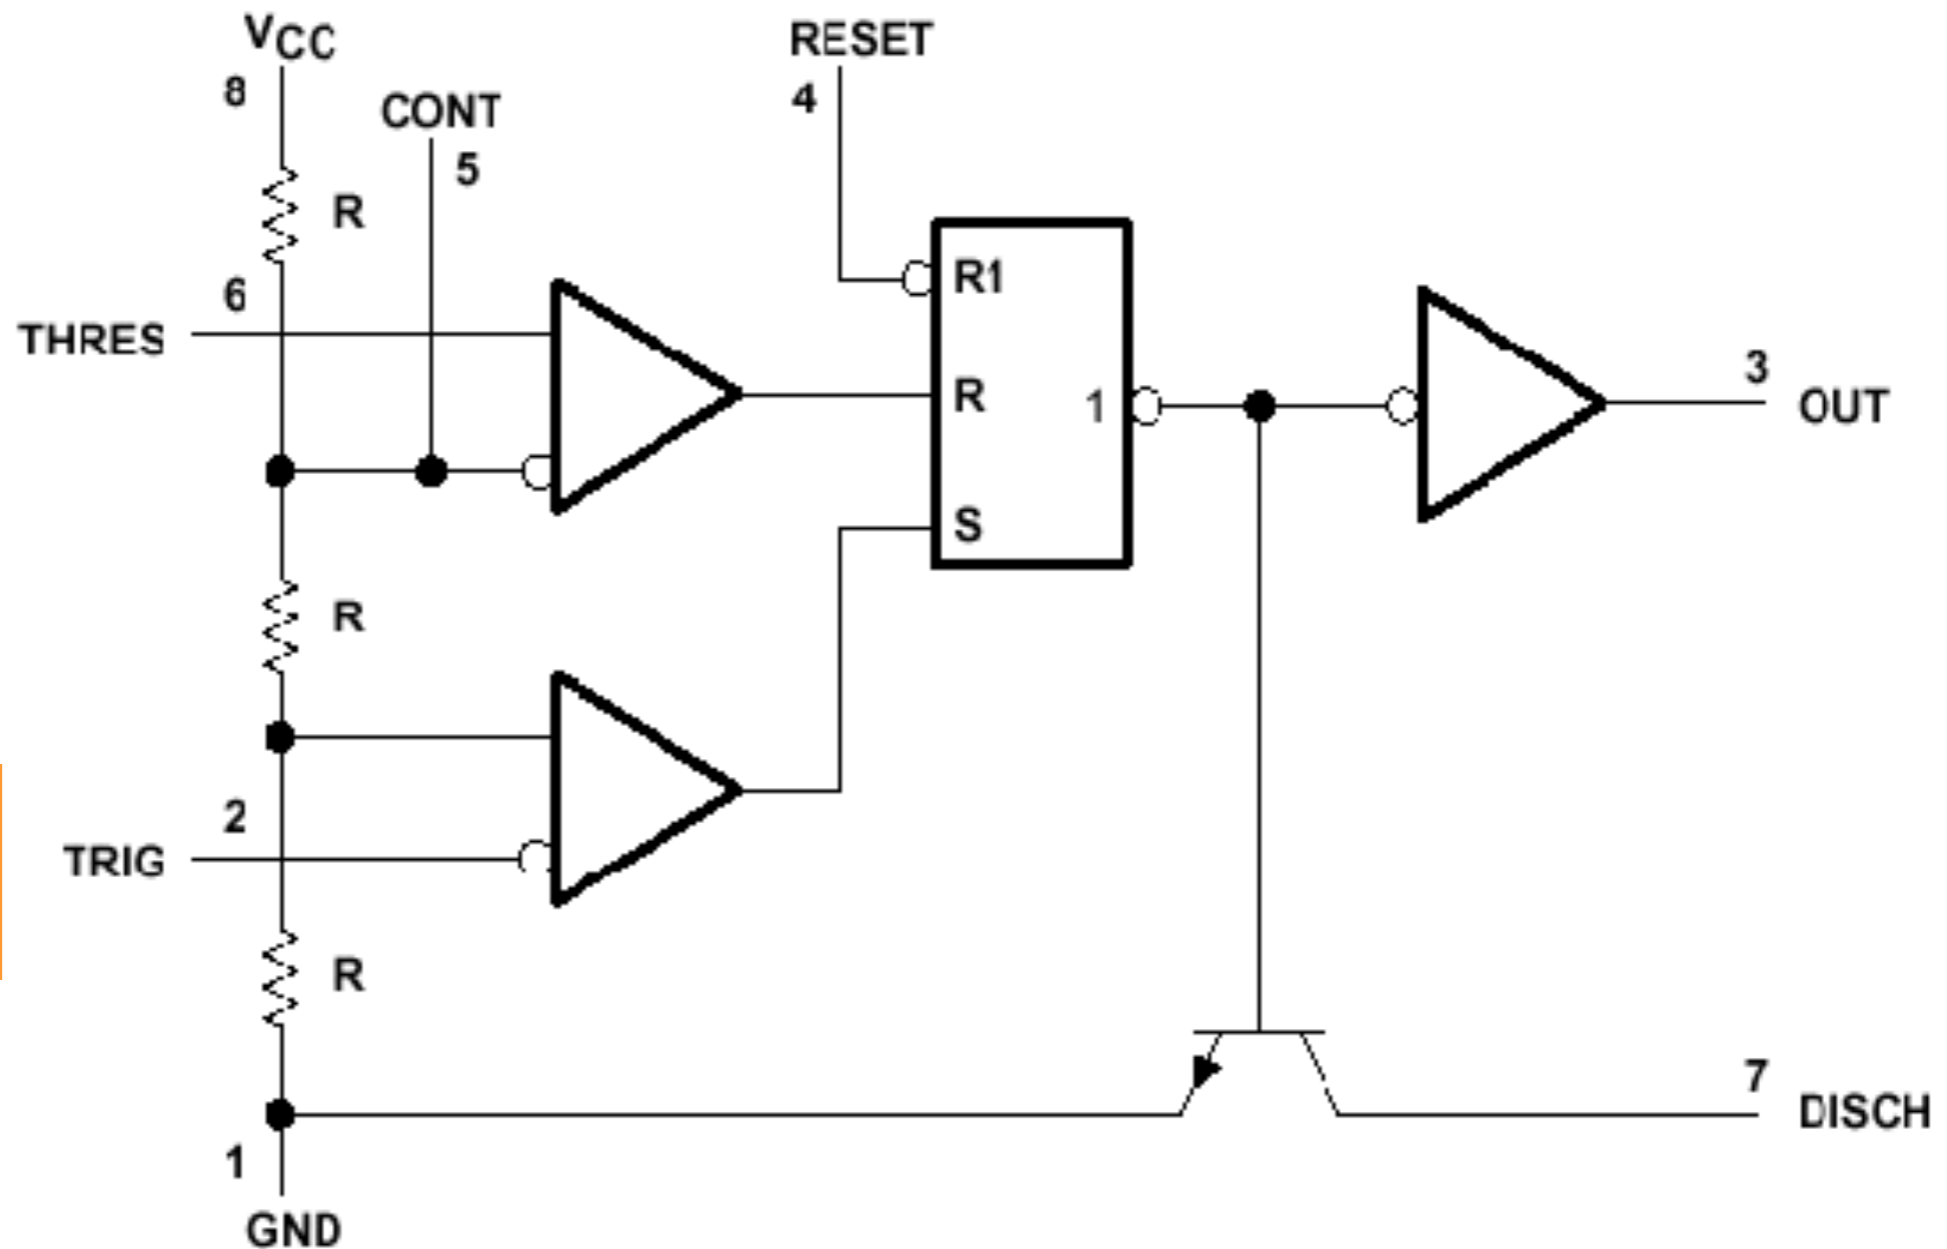 VCC
8
CONT
5
RESET
4
R
6
THRES
R1
R
1
S
3
OUT
R
2
TRIG
R
7
DISCH
1
GND